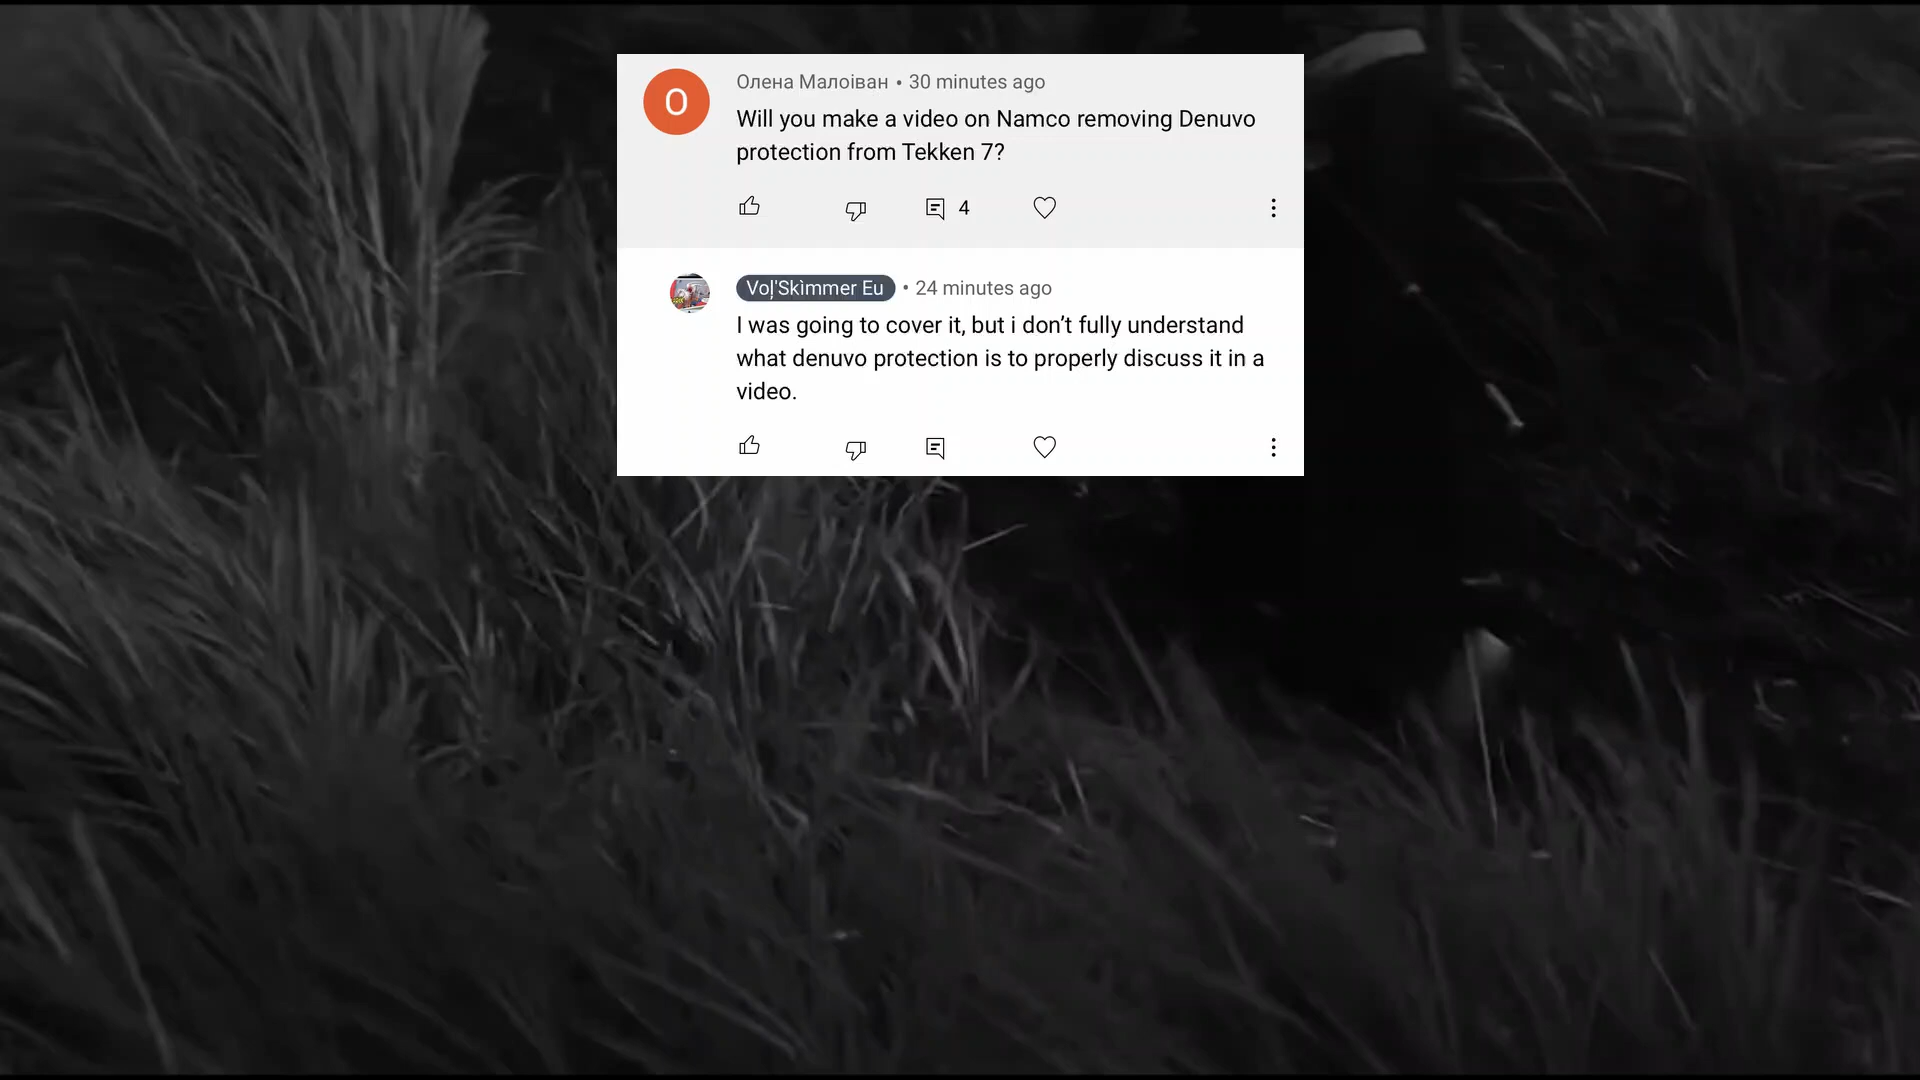 O
Олена Малоіван • 30 minutes ago
Will you make a video on Namco removing Denuvo
protection from Tekken 7?
4
Voļ'Skìmmer Eu • 24 minutes ago
I was going to cover it, but i don’t fully understand
what denuvo protection is to properly discuss it in a
video.